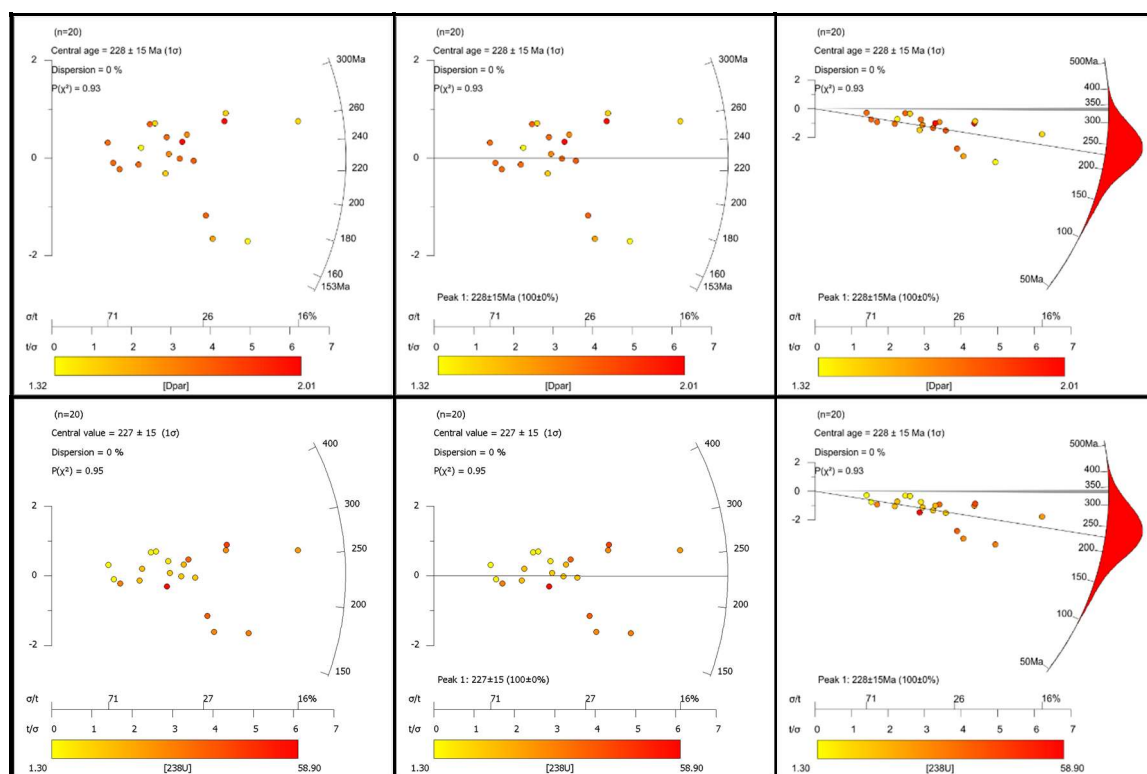 (n=20)
Central age = 228 ± 15 Ma (1σ)
Dispersion = 0 %
P(χ²) = 0.93
2
0
-2
300Ma
260
240
220
200
180
160
153Ma
σ/t 71 26 16%
t/σ 0 1 2 3 4 5 6 7
1.32 [Dpar] 2.01
(n=20)
Central age = 228 ± 15 Ma (1σ)
Dispersion = 0 %
P(χ²) = 0.93
2
0
-2
300Ma
260
240
220
200
180
160
153Ma
Peak 1: 228±15Ma (100±0%)
σ/t 71 26 16%
t/σ 0 1 2 3 4 5 6 7
1.32 [Dpar] 2.01
(n=20)
Central age = 228 ± 15 Ma (1σ)
Dispersion = 0 %
P(χ²) = 0.93
2
0
-2
500Ma
400
350
300
250
200
150
100
50Ma
Peak 1: 228±15Ma (100±0%)
σ/t 71 26 16%
t/σ 0 1 2 3 4 5 6 7
1.32 [Dpar] 2.01
(n=20)
Central value = 227 ± 15 (1σ)
Dispersion = 0 %
P(χ²) = 0.95
2
0
-2
400
300
250
200
150
σ/t 71 27 16%
t/σ 0 1 2 3 4 5 6 7
1.30 [238U] 58.90
(n=20)
Central value = 227 ± 15 (1σ)
Dispersion = 0 %
P(χ²) = 0.95
2
0
-2
400
300
250
200
150
Peak 1: 227±15 (100±0%)
σ/t 71 27 16%
t/σ 0 1 2 3 4 5 6 7
1.30 [238U] 58.90
(n=20)
Central age = 228 ± 15 Ma (1σ)
Dispersion = 0 %
P(χ²) = 0.93
2
0
-2
500Ma
400
350
300
250
200
150
100
50Ma
Peak 1: 228±15Ma (100±0%)
σ/t 71 26 16%
t/σ 0 1 2 3 4 5 6 7
1.30 [238U] 58.90